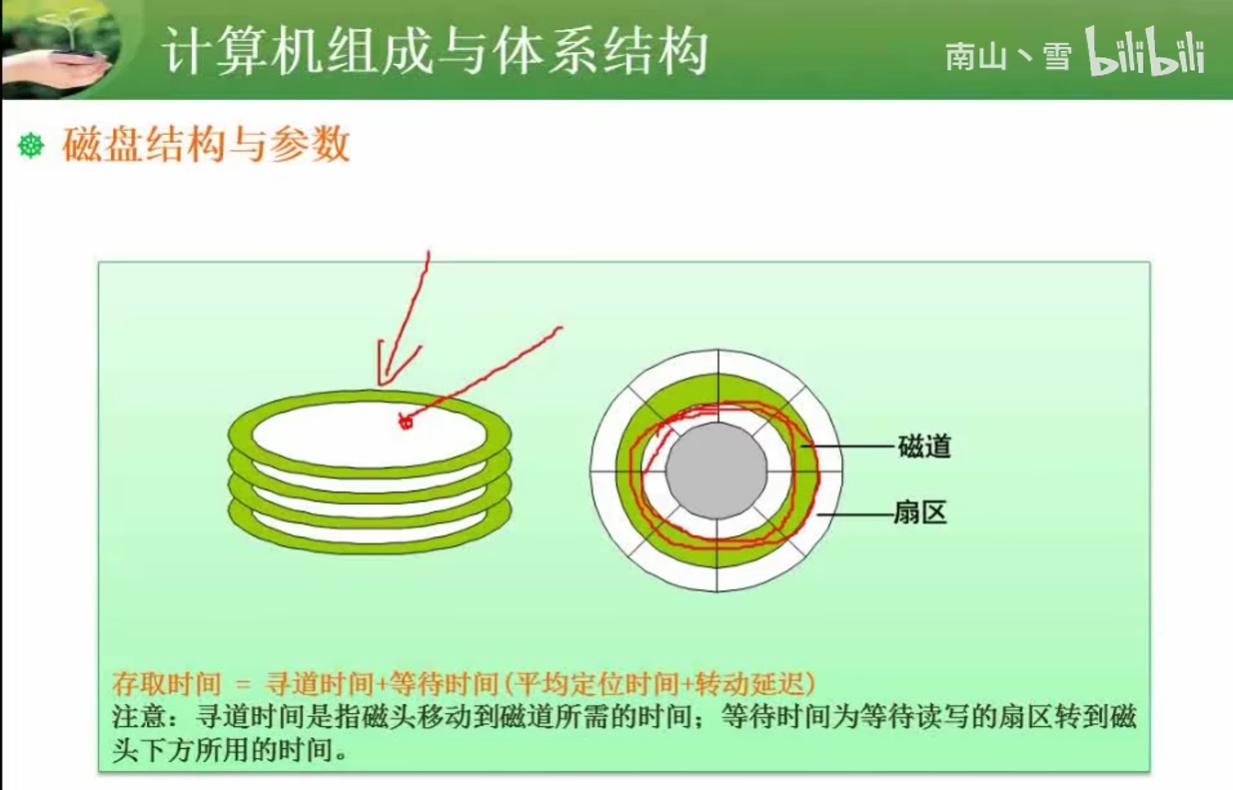 计算机组成与体系结构
南山丶雪 bilibili
磁盘结构与参数
磁道
扇区
存取时间 = 寻道时间+等待时间(平均定位时间+转动延迟)
注意：寻道时间是指磁头移动到磁道所需的时间；等待时间为等待读写的扇区转到磁
头下方所用的时间。